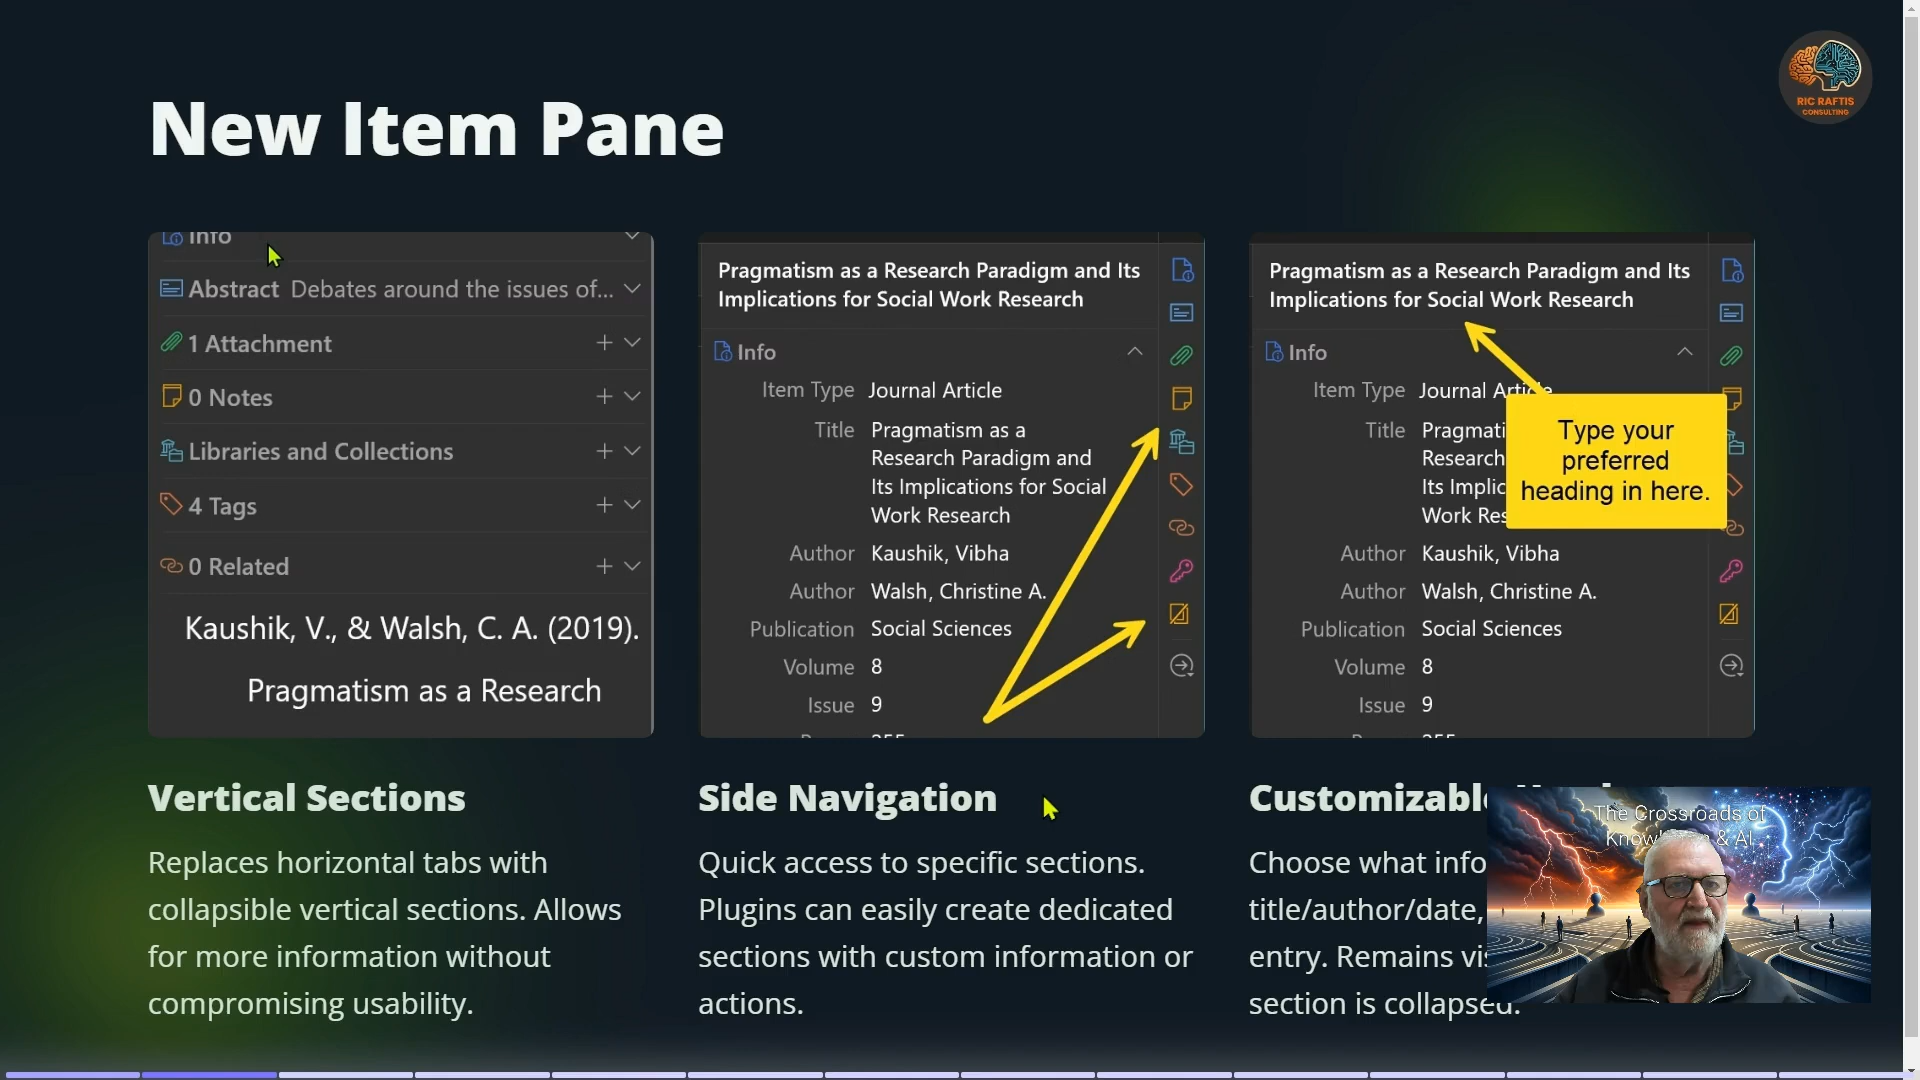 RIC RAFTIS
CONSULTING
New Item Pane
Info
Abstract Debates around the issues of...
1 Attachment
0 Notes
Libraries and Collections
4 Tags
0 Related
Kaushik, V., & Walsh, C. A. (2019).
Pragmatism as a Research
Pragmatism as a Research Paradigm and Its
Implications for Social Work Research
Info
Item Type Journal Article
Title Pragmatism as a
Research Paradigm and
Its Implications for Social
Work Research
Author Kaushik, Vibha
Author Walsh, Christine A.
Publication Social Sciences
Volume 8
Issue 9
Pragmatism as a Research Paradigm and Its
Implications for Social Work Research
Info
Item Type Journal Article
Title
Research
Its
Work
Type your
preferred
heading in here.
Author Kaushik, Vibha
Author Walsh, Christine A.
Publication Social Sciences
Volume 8
Issue 9
Vertical Sections
Replaces horizontal tabs with
collapsible vertical sections. Allows
for more information without
compromising usability.
Side Navigation
Quick access to specific sections.
Plugins can easily create dedicated
sections with custom information or
actions.
Choose what info
title/author/date,
entry. Remains
section is collapsed.
The Crossroads of
& AI